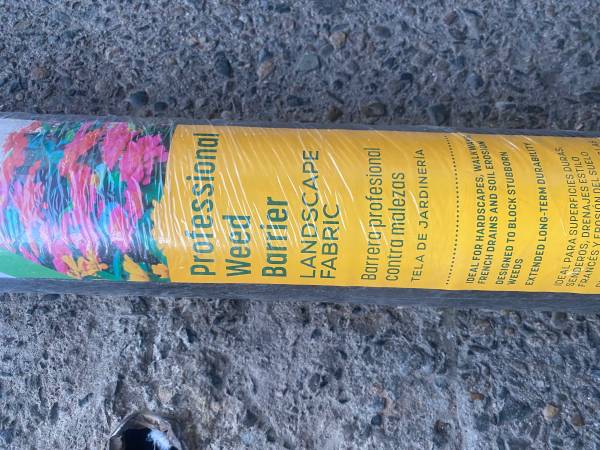 Professional
Weed
Barrier
LANDSCAPE
FABRIC
Barrera profesional
contra malezas
TELA DE JARDINERÍA
IDEAL FOR HARDSCAPES, WALKWAYS,
FRENCH DRAINS AND SOIL EROSION
DESIGNED TO BLOCK STUBBORN
WEEDS
EXTENDED LONG-TERM DURABILITY
IDEAL PARA SUPERFICIES DURAS,
SENDEROS, DRENAJES ESTILO
FRANCÉS Y EROSIÓN DEL SUELO